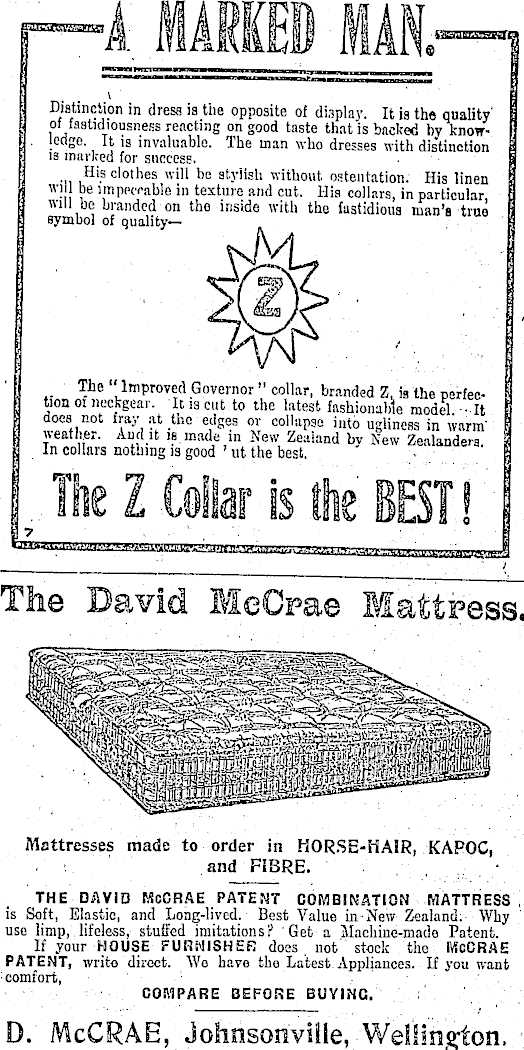 A MARKED MAN.
Distinction in dress is the opposite of display. It is the quality
of fastidiousness reacting on good taste that is backed by know-
ledge. It is invaluable. The man who dresses with distinction
is marked for success.
His clothes will be stylish without ostentation. His linen
will be impeccable in texture and cut. His collars, in particular,
will be branded on the inside with the fastidious man's true
symbol of quality—
Z
The "Improved Governor" collar, branded Z, is the perfec-
tion of neckgear. It is cut to the latest fashionable model. It
does not fray at the edges or collapse into ugliness in warm
weather. And it is made in New Zealand by New Zealanders.
In collars nothing is good ' ut the best.
The Z Collar is the BEST!
7
The David McCrae Mattress.
Mattresses made to order in HORSE-HAIR, KAPOC,
and FIBRE.
THE DAVID McCRAE PATENT COMBINATION MATTRESS
is Soft, Elastic, and Long-lived. Best Value in New Zealand. Why
use limp, lifeless, stuffed imitations? Get a Machine-made Patent.
If your HOUSE FURNISHER does not stock the McCRAE
PATENT, write direct. We have the Latest Appliances. If you want
comfort,
COMPARE BEFORE BUYING.
D. McCRAE, Johnsonville, Wellington.